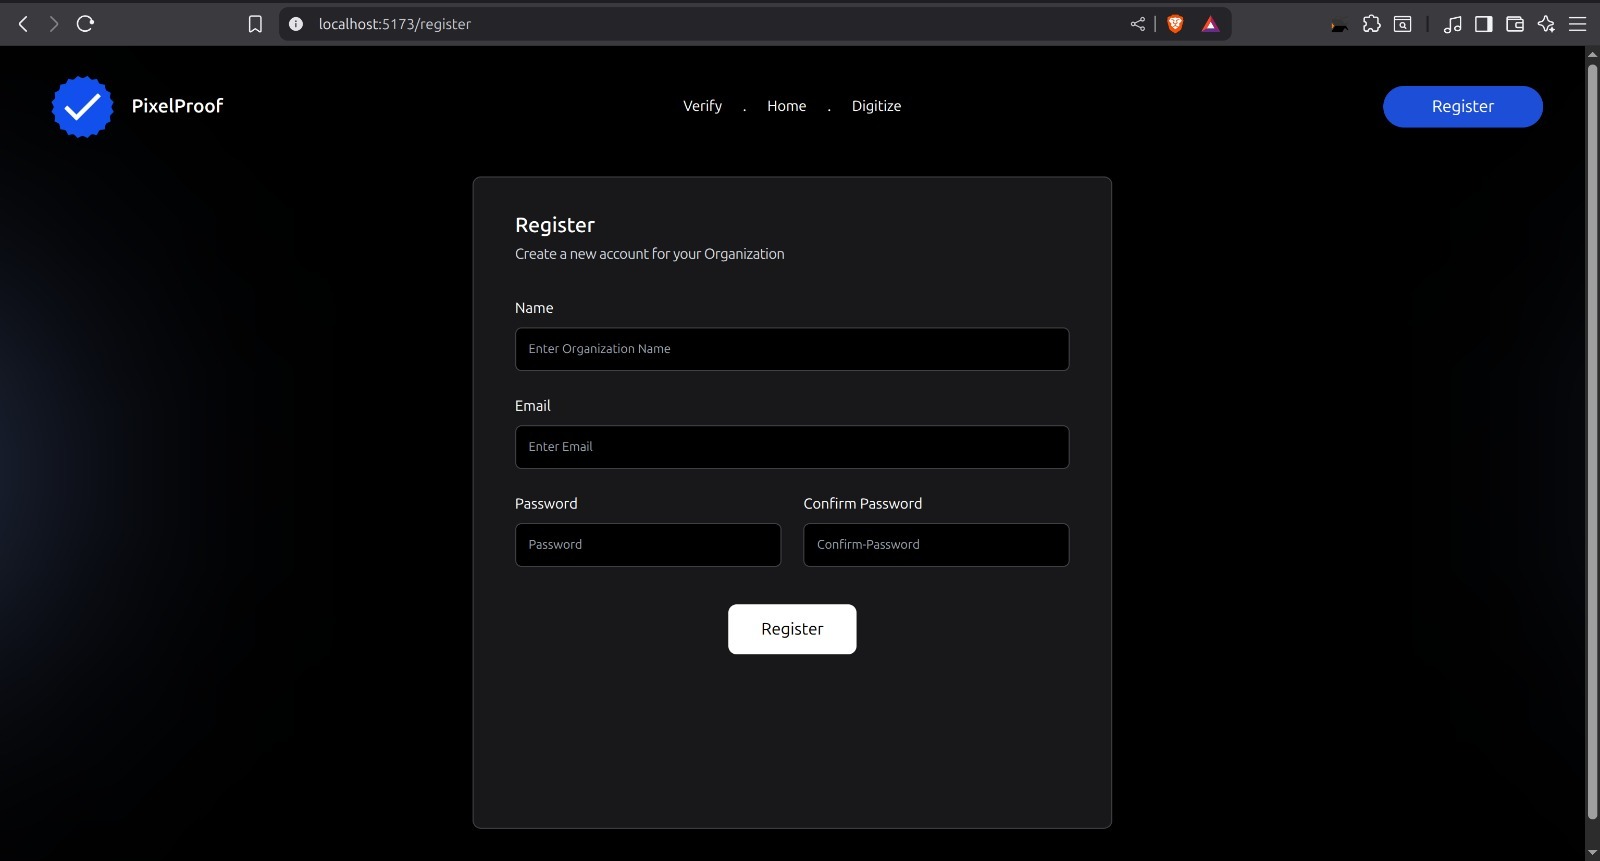 localhost:5173/register
PixelProof
Verify . Home . Digitize
Register
Register
Create a new account for your Organization
Name
Enter Organization Name
Email
Enter Email
Password Confirm Password
Password Confirm-Password
Register